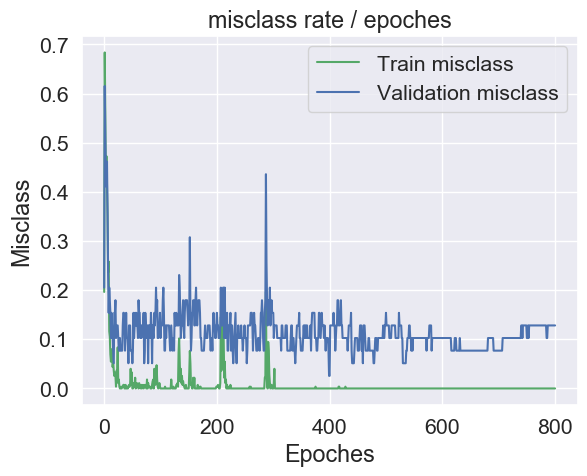 misclass rate / epoches
Train misclass
Validation misclass
Misclass
0.7
0.6
0.5
0.4
0.3
0.2
0.1
0.0
0 200 400 600 800
Epoches